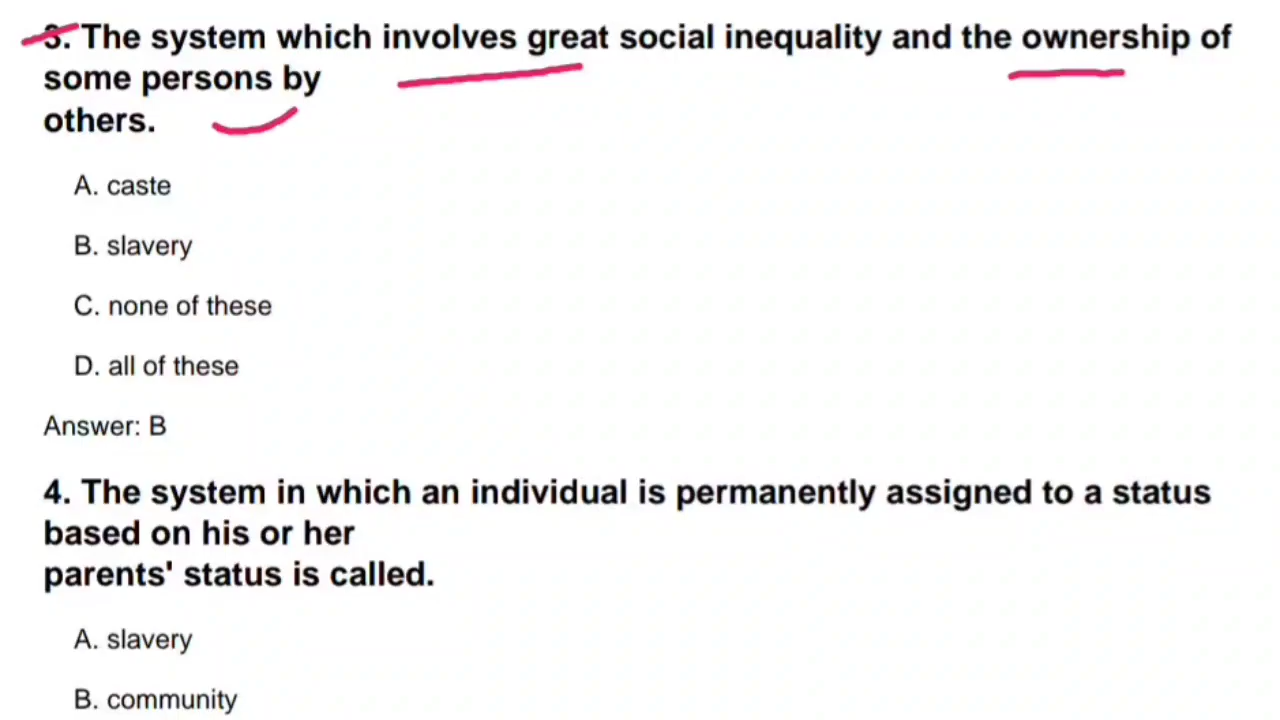 3. The system which involves great social inequality and the ownership of
some persons by
others.
A. caste
B. slavery
C. none of these
D. all of these
Answer: B
4. The system in which an individual is permanently assigned to a status
based on his or her
parents' status is called.
A. slavery
B. community